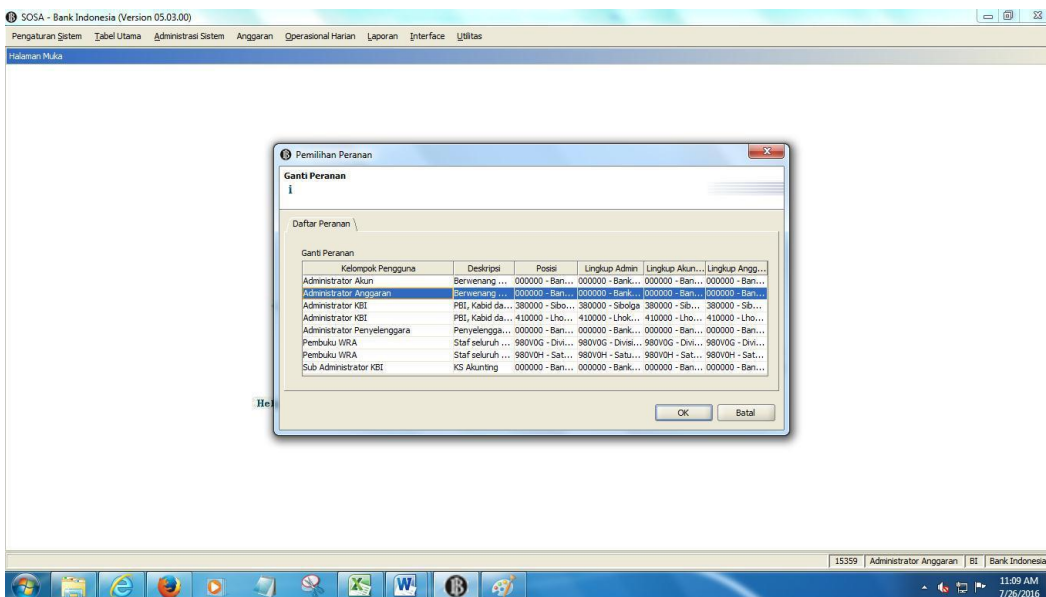 SOSA - Bank Indonesia (Version 05.03.00)
Pengaturan Sistem Tabel Utama Administrasi Sistem Anggaran Operasional Harian Laporan Interface Utilitas
Halaman Muka
Pemilihan Peranan
Ganti Peranan
i
Daftar Peranan
Ganti Peranan
Kelompok Pengguna Deskripsi Posisi Lingkup Admin Lingkup Akun... Lingkup Angg...
Administrator Akun Berwenang ... 000000 - Ban... 000000 - Bank... 000000 - Ban... 000000 - Ban...
Administrator Anggaran Berwenang ... 000000 - Ban... 000000 - Bank... 000000 - Ban... 000000 - Ban...
Administrator KBI PBI, Kabid da... 380000 - Sibo... 380000 - Sibolga 380000 - Sib... 380000 - Sib...
Administrator KBI PBI, Kabid da... 410000 - Lho... 410000 - Lhok... 410000 - Lho... 410000 - Lho...
Administrator Penyelenggara Penyelengga... 000000 - Ban... 000000 - Bank... 000000 - Ban... 000000 - Ban...
Pembuku WRA Staf seluruh ... 980V0G - Divi... 980V0G - Divisi... 980V0G - Divi... 980V0G - Divi...
Pembuku WRA Staf seluruh ... 980V0H - Sat... 980V0H - Satu... 980V0H - Sat... 980V0H - Sat...
Sub Administrator KBI KS Akunting 000000 - Ban... 000000 - Bank... 000000 - Ban... 000000 - Ban...
Hel
OK Batal
15359 Administrator Anggaran BI Bank Indonesia
11:09 AM
7/26/2016